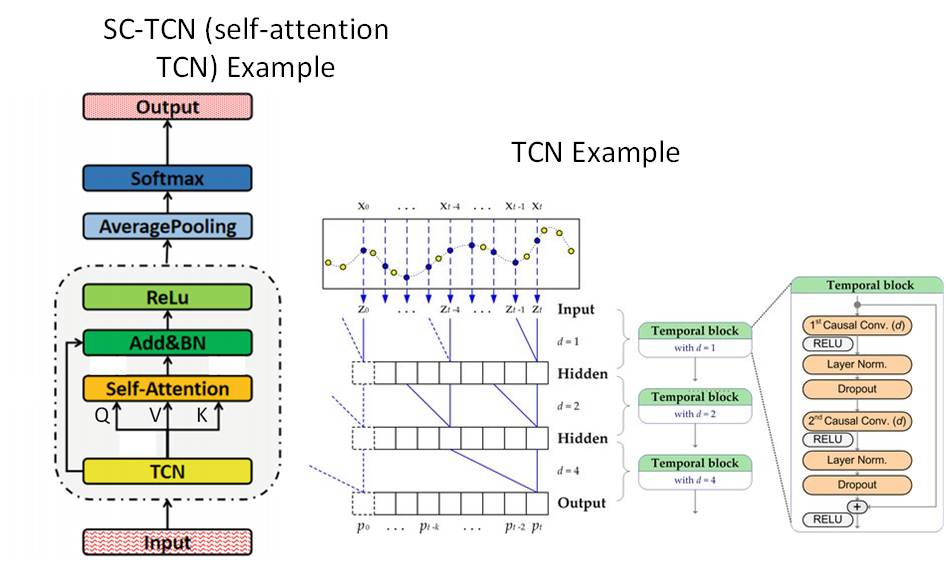 SC-TCN (self-attention
TCN) Example
Output
Softmax
AveragePooling
ReLu
Add&BN
Self-Attention
Q V K
TCN
Input
TCN Example
x0 . . . xt-4 . . . xt-1 xt
z0 zt-4 zt-1 zt
Input
d = 1
Hidden
d = 2
Hidden
d = 4
Output
p0 . . . pt-k . . . pt-2 pt
Temporal block
with d = 1
Temporal block
with d = 2
Temporal block
with d = 4
Temporal block
1st Causal Conv. (d)
RELU
Layer Norm.
Dropout
2nd Causal Conv. (d)
RELU
Layer Norm.
Dropout
+
RELU